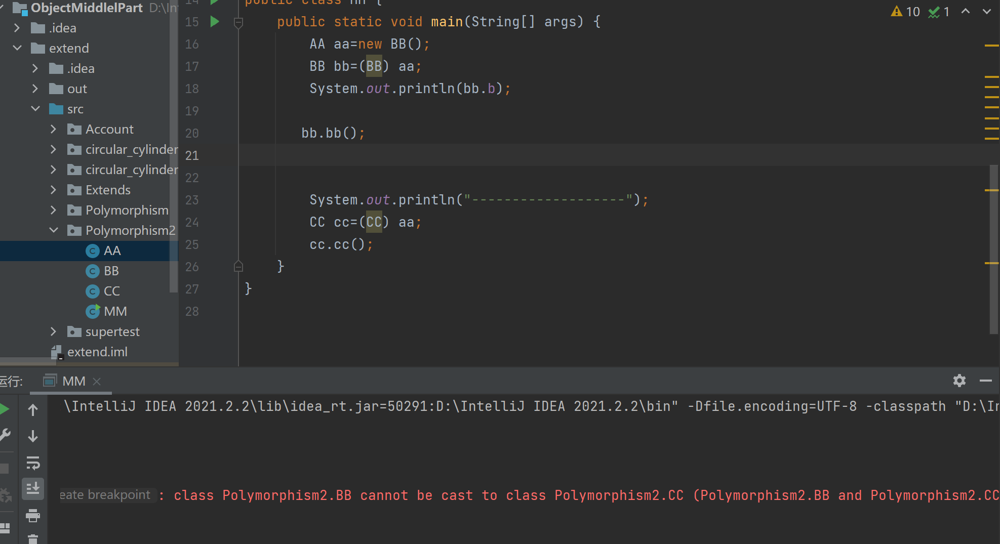 ObjectMiddlelPart D:\In
.idea
extend
.idea
out
src
Account
circular_cylinder
circular_cylinder
Extends
Polymorphism
Polymorphism2
AA
BB
CC
MM
supertest
extend.iml
10 1
14 public class MM {
15 public static void main(String[] args) {
16 AA aa=new BB();
17 BB bb=(BB) aa;
18 System.out.println(bb.b);
19
20 bb.bb();
21
22
23 System.out.println("-------------------");
24 CC cc=(CC) aa;
25 cc.cc();
26 }
27 }
28
运行: MM
\IntelliJ IDEA 2021.2.2\lib\idea_rt.jar=50291:D:\IntelliJ IDEA 2021.2.2\bin" -Dfile.encoding=UTF-8 -classpath "D:\In
eate breakpoint : class Polymorphism2.BB cannot be cast to class Polymorphism2.CC (Polymorphism2.BB and Polymorphism2.CC